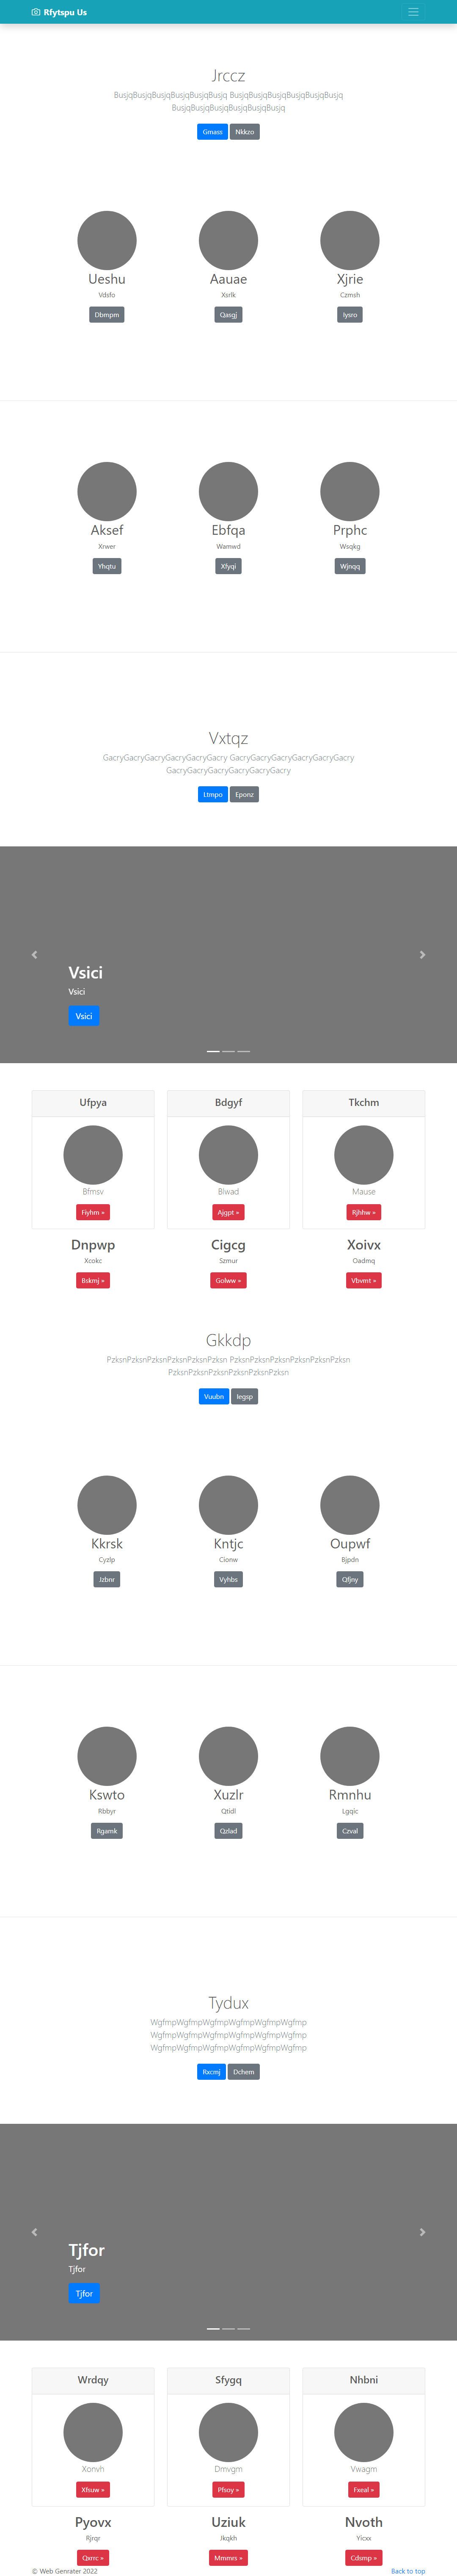 Rfytspu Us
Jrccz
BusjqBusjqBusjqBusjqBusjqBusjq BusjqBusjqBusjqBusjqBusjqBusjq
BusjqBusjqBusjqBusjqBusjqBusjq
Gmass Nkkzo
Ueshu Aauae Xjrie
Vdsfo Xsrlk Czmsh
Dbmpm Qasgj Iysro
Aksef Ebfqa Prphc
Xrwer Wamwd Wsqkg
Yhqtu Xfyqi Wjnqq
Vxtqz
GacryGacryGacryGacryGacryGacry GacryGacryGacryGacryGacryGacry
GacryGacryGacryGacryGacryGacry
Ltmpo Eponz
Vsici
Vsici
Vsici
Ufpya Bdgyf Tkchm
Bfmsv Blwad Mause
Fiyhm » Ajgpt » Rjhhw »
Dnpwp Cigcg Xoivx
Xcokc Szmur Oadmq
Bskmj » Golww » Vbvmt »
Gkkdp
PzksnPzksnPzksnPzksnPzksnPzksn PzksnPzksnPzksnPzksnPzksnPzksn
PzksnPzksnPzksnPzksnPzksnPzksn
Vuubn Iegsp
Kkrsk Kntjc Oupwf
Cyzlp Cionw Bjpdn
Jzbnr Vyhbs Qfjny
Kswto Xuzlr Rmnhu
Rbbyr Qtidl Lgqic
Rgamk Qzlad Czval
Tydux
WgfmpWgfmpWgfmpWgfmpWgfmpWgfmp
WgfmpWgfmpWgfmpWgfmpWgfmpWgfmp
WgfmpWgfmpWgfmpWgfmpWgfmpWgfmp
Rxcmj Dchem
Tjfor
Tjfor
Tjfor
Wrdqy Sfygq Nhbni
Xonvh Dmvgm Vwagm
Xfsuw » Pfsoy » Fxeal »
Pyovx Uziuk Nvoth
Rjrqr Jkqkh Yicxx
Qxrrc » Mmmrs » Cdsmp »
© Web Genrater 2022 Back to top